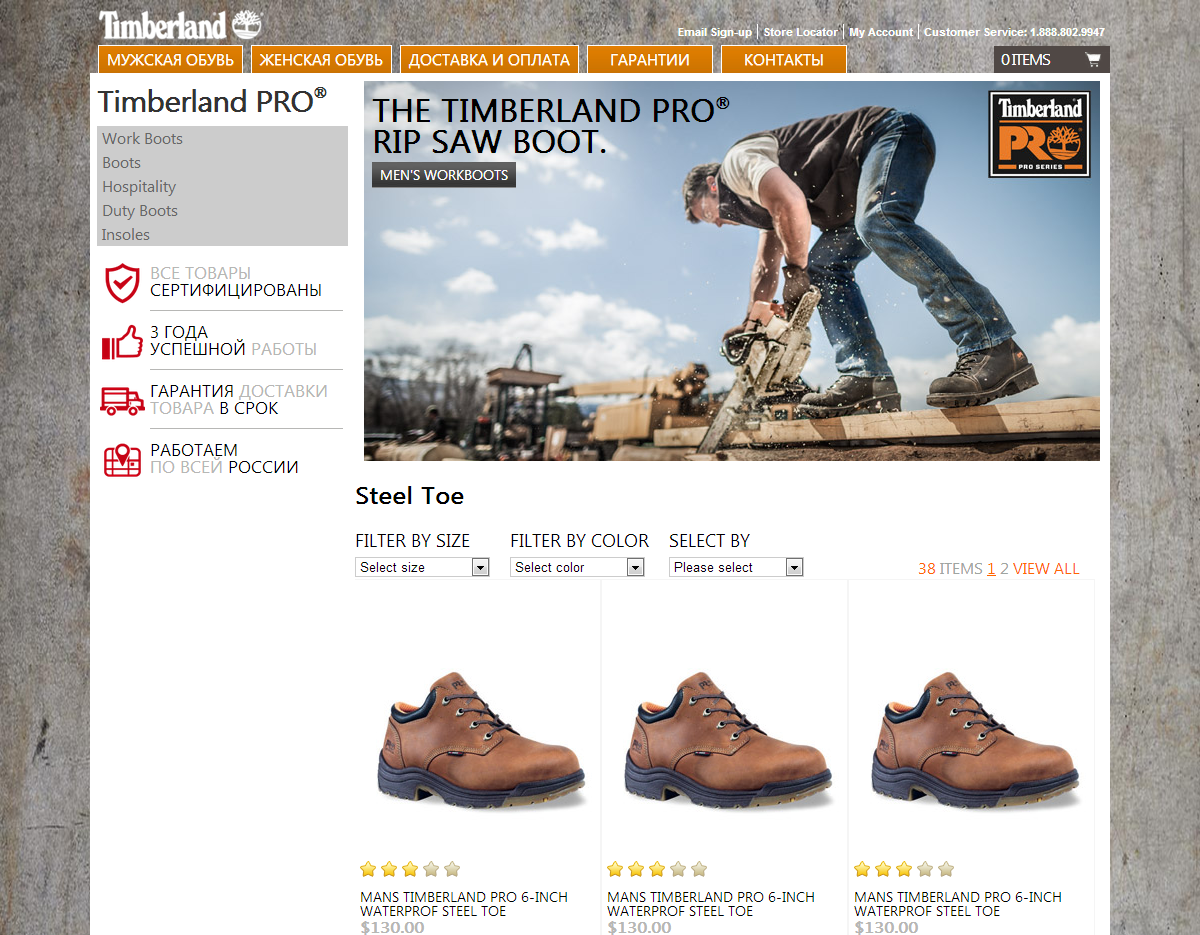 Timberland
Email Sign-up | Store Locator | My Account | Customer Service: 1.888.802.9947
МУЖСКАЯ ОБУВЬ
ЖЕНСКАЯ ОБУВЬ
ДОСТАВКА И ОПЛАТА
ГАРАНТИИ
КОНТАКТЫ
0 ITEMS
Timberland PRO®
Work Boots
Boots
Hospitality
Duty Boots
Insoles
ВСЕ ТОВАРЫ
СЕРТИФИЦИРОВАНЫ
3 ГОДА
УСПЕШНОЙ РАБОТЫ
ГАРАНТИЯ ДОСТАВКИ
ТОВАРА В СРОК
РАБОТАЕМ
ПО ВСЕЙ РОССИИ
THE TIMBERLAND PRO®
RIP SAW BOOT.
MEN'S WORKBOOTS
Timberland
PRO
PRO SERIES
Steel Toe
FILTER BY SIZE
FILTER BY COLOR
SELECT BY
Select size
Select color
Please select
38 ITEMS 1 2 VIEW ALL
MANS TIMBERLAND PRO 6-INCH
WATERPROF STEEL TOE
$130.00
MANS TIMBERLAND PRO 6-INCH
WATERPROF STEEL TOE
$130.00
MANS TIMBERLAND PRO 6-INCH
WATERPROF STEEL TOE
$130.00